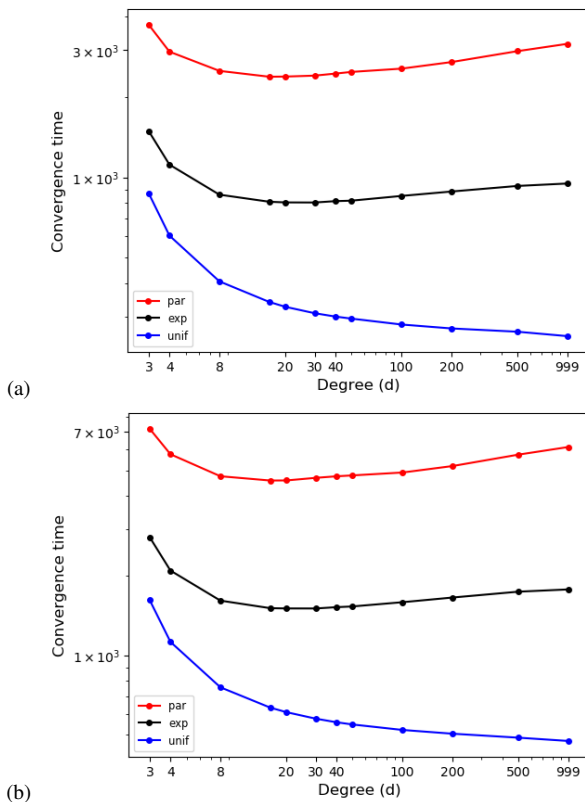 3 × 10³
1 × 10³
Convergence time
par
exp
unif
3 4 8 20 30 40 100 200 500 999
Degree (d)
(a)
7 × 10³
1 × 10³
Convergence time
par
exp
unif
3 4 8 20 30 40 100 200 500 999
Degree (d)
(b)